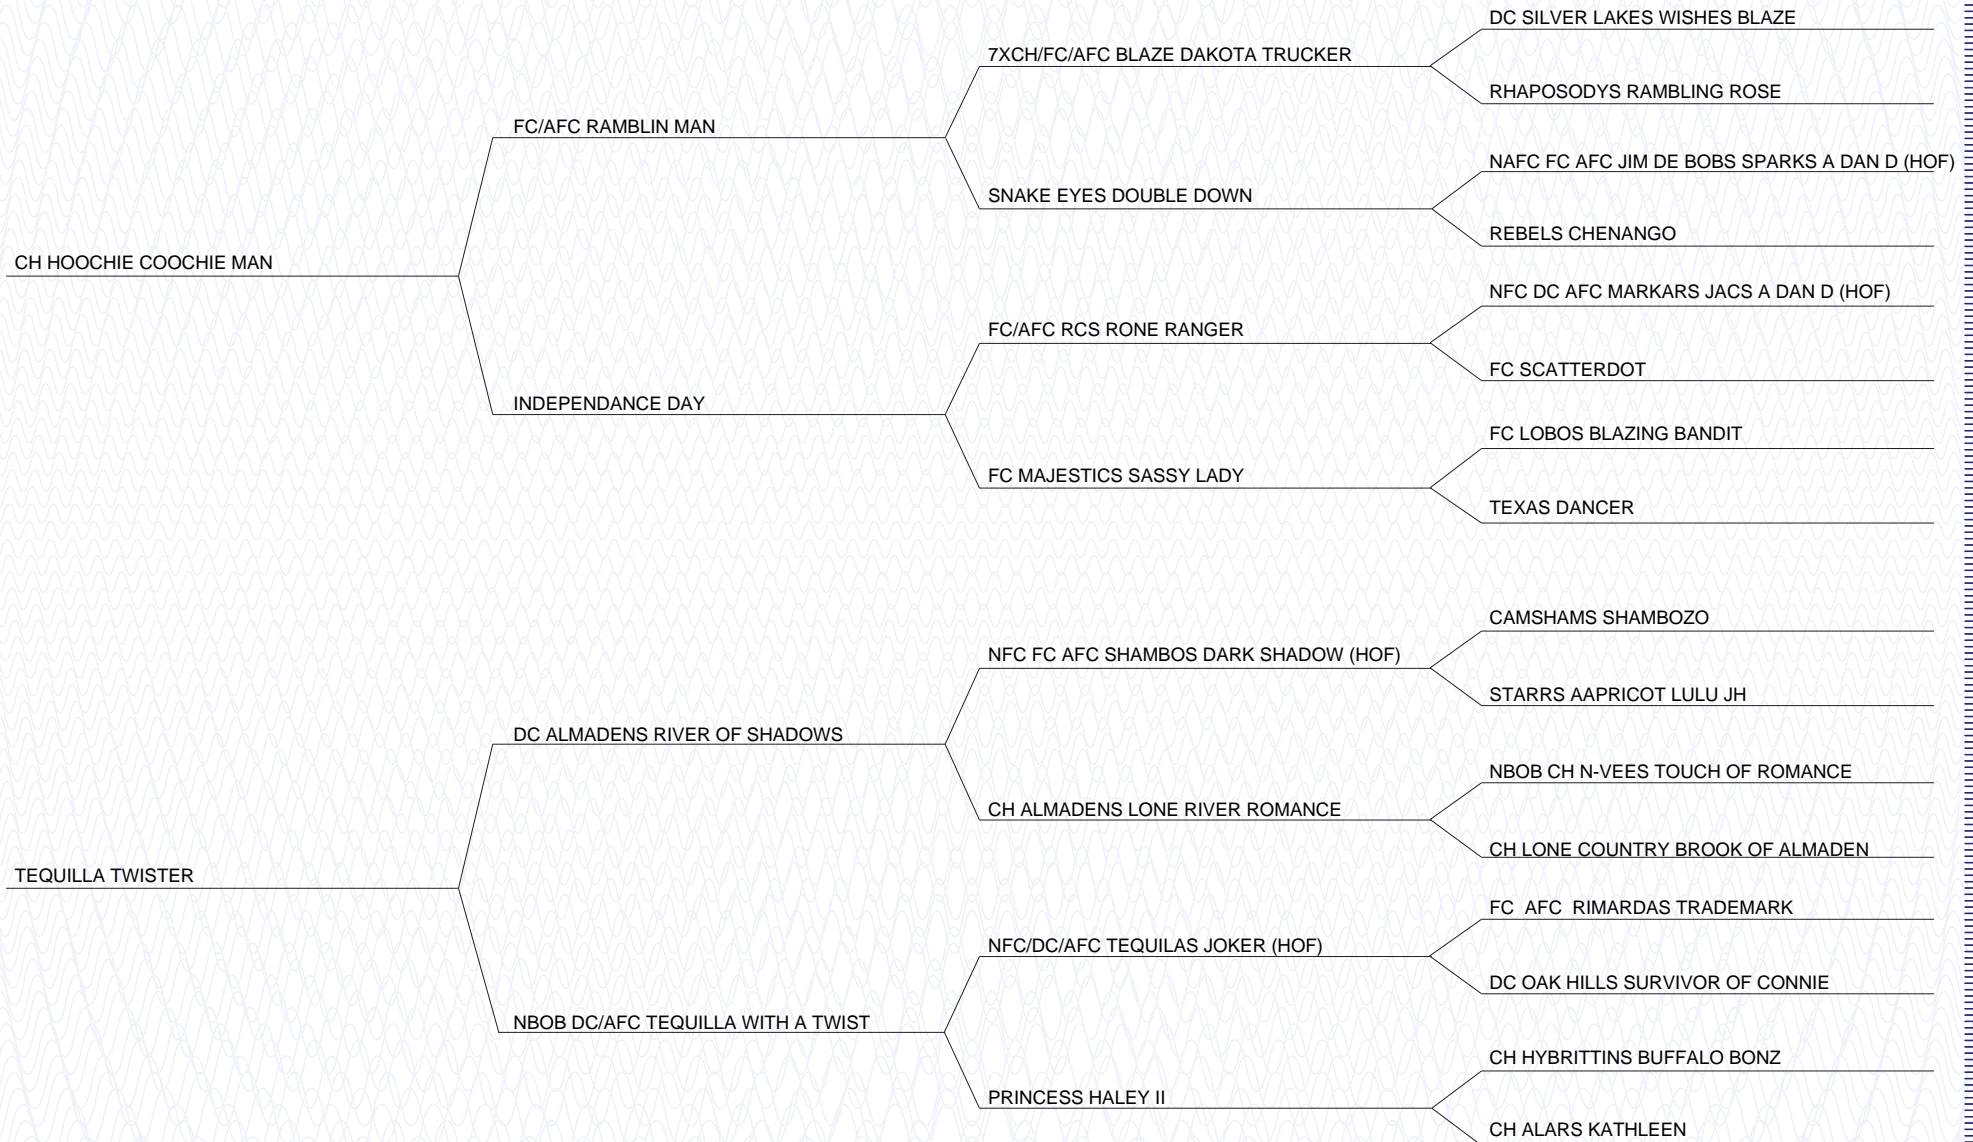 DC SILVER LAKES WISHES BLAZE
7XCH/FC/AFC BLAZE DAKOTA TRUCKER
RHAPOSODYS RAMBLING ROSE
FC/AFC RAMBLIN MAN
NAFC FC AFC JIM DE BOBS SPARKS A DAN D (HOF)
SNAKE EYES DOUBLE DOWN
REBELS CHENANGO
CH HOOCHIE COOCHIE MAN
NFC DC AFC MARKARS JACS A DAN D (HOF)
FC/AFC RCS RONE RANGER
FC SCATTERDOT
INDEPENDANCE DAY
FC LOBOS BLAZING BANDIT
FC MAJESTICS SASSY LADY
TEXAS DANCER
CAMSHAMS SHAMBOZO
NFC FC AFC SHAMBOS DARK SHADOW (HOF)
STARRS AAPRICOT LULU JH
DC ALMADENS RIVER OF SHADOWS
NBOB CH N-VEES TOUCH OF ROMANCE
CH ALMADENS LONE RIVER ROMANCE
CH LONE COUNTRY BROOK OF ALMADEN
TEQUILLA TWISTER
FC  AFC  RIMARDAS TRADEMARK
NFC/DC/AFC TEQUILAS JOKER (HOF)
DC OAK HILLS SURVIVOR OF CONNIE
NBOB DC/AFC TEQUILLA WITH A TWIST
CH HYBRITTINS BUFFALO BONZ
PRINCESS HALEY II
CH ALARS KATHLEEN